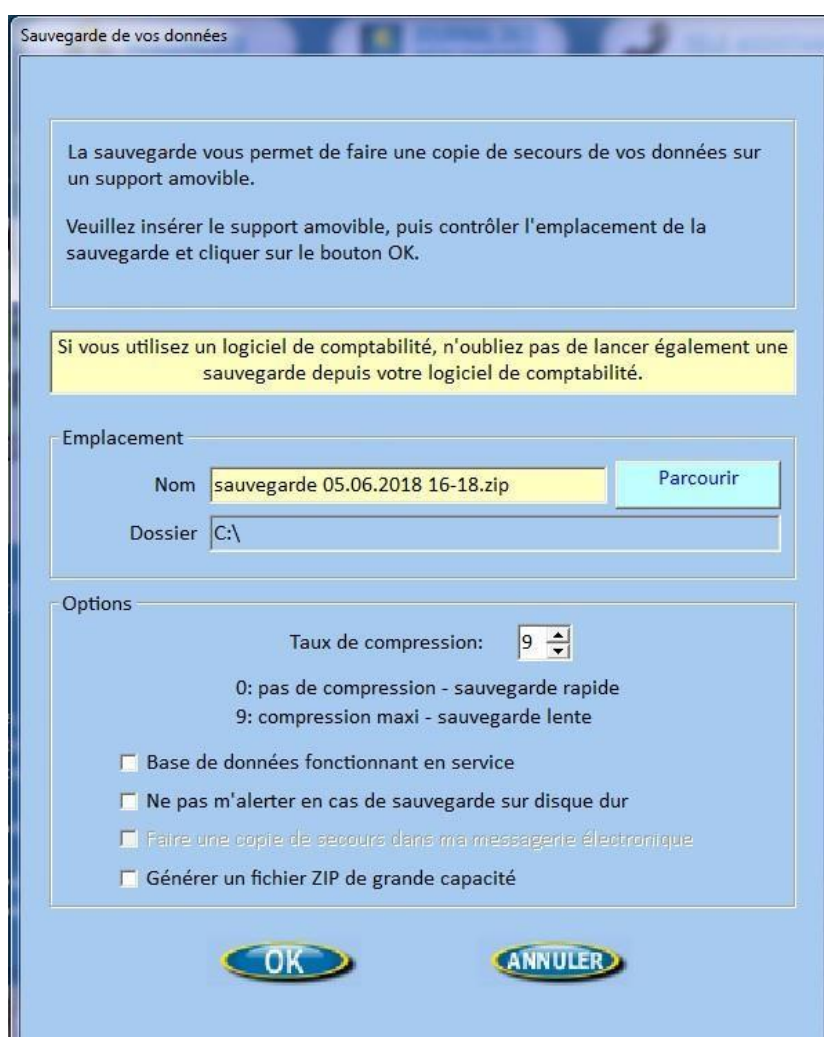 Sauvegarde de vos données
La sauvegarde vous permet de faire une copie de secours de vos données sur
un support amovible.
Veuillez insérer le support amovible, puis contrôler l'emplacement de la
sauvegarde et cliquer sur le bouton OK.
Si vous utilisez un logiciel de comptabilité, n'oubliez pas de lancer également une
sauvegarde depuis votre logiciel de comptabilité.
Emplacement
Nom sauvegarde 05.06.2018 16-18.zip Parcourir
Dossier C:\
Options
Taux de compression: 9
0: pas de compression - sauvegarde rapide
9: compression maxi - sauvegarde lente
Base de données fonctionnant en service
Ne pas m'alerter en cas de sauvegarde sur disque dur
Faire une copie de secours dans ma messagerie électronique
Générer un fichier ZIP de grande capacité
OK ANNULER